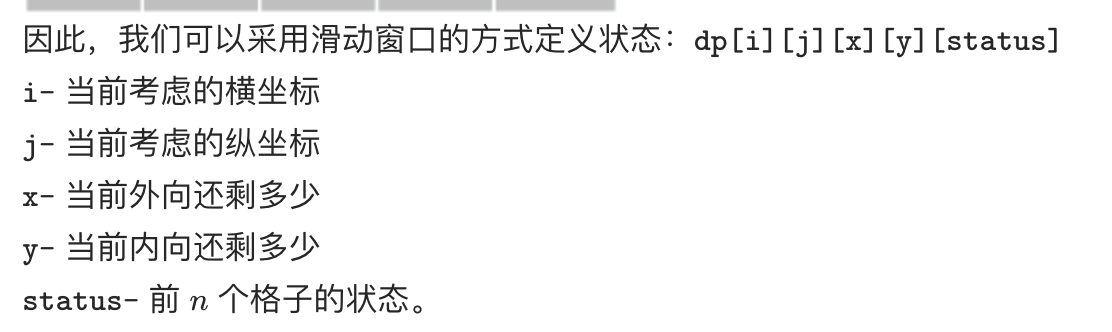 因此，我们可以采用滑动窗口的方式定义状态：dp[i][j][x][y][status]
i- 当前考虑的横坐标
j- 当前考虑的纵坐标
x- 当前外向还剩多少
y- 当前内向还剩多少
status- 前 n 个格子的状态。